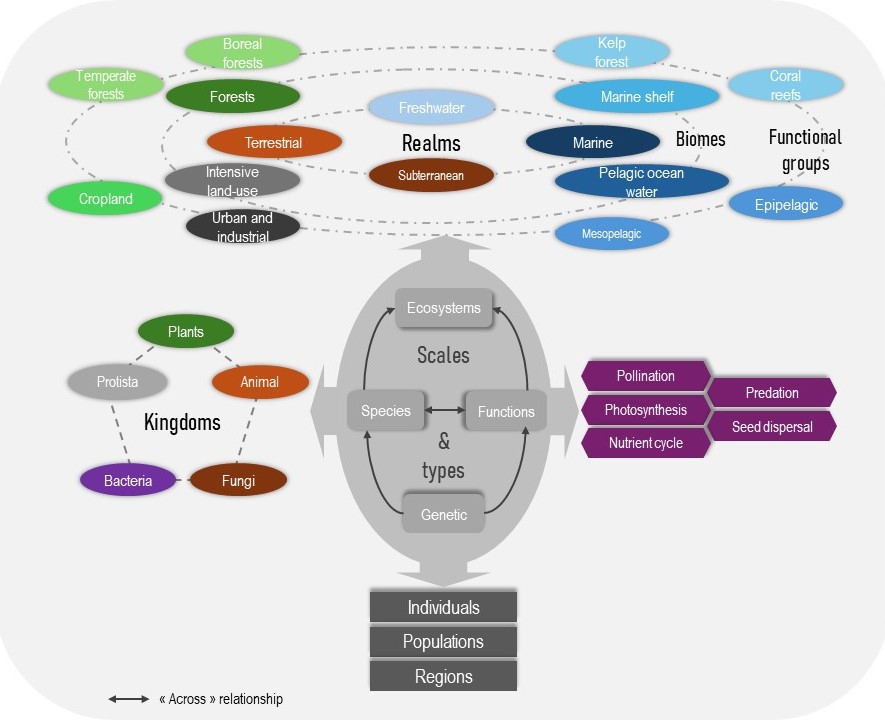 Boreal
forests
Kelp
forest
Temperate
forests
Coral
reefs
Forests
Marine shelf
Freshwater
Terrestrial
Realms
Marine
Biomes
Functional
groups
Intensive
land-use
Subterranean
Pelagic ocean
water
Cropland
Epipelagic
Urban and
industrial
Mesopelagic
Ecosystems
Scales
Species
Functions
&
types
Genetic
Plants
Protista
Animal
Kingdoms
Bacteria
Fungi
Pollination
Predation
Photosynthesis
Seed dispersal
Nutrient cycle
Individuals
Populations
Regions
« Across » relationship